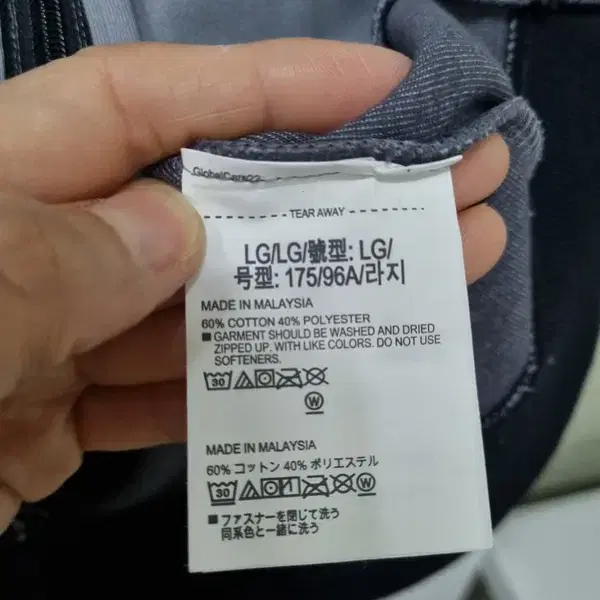 GlobalCare22
TEAR AWAY
LG/LG/號型: LG/
号型: 175/96A/라지
MADE IN MALAYSIA
60% COTTON 40% POLYESTER
■ GARMENT SHOULD BE WASHED AND DRIED
ZIPPED UP. WITH LIKE COLORS. DO NOT USE
SOFTENERS.
30
W
MADE IN MALAYSIA
60% コットン 40% ポリエステル
30 W
■ ファスナーを閉じて洗う
同系色と一緒に洗う